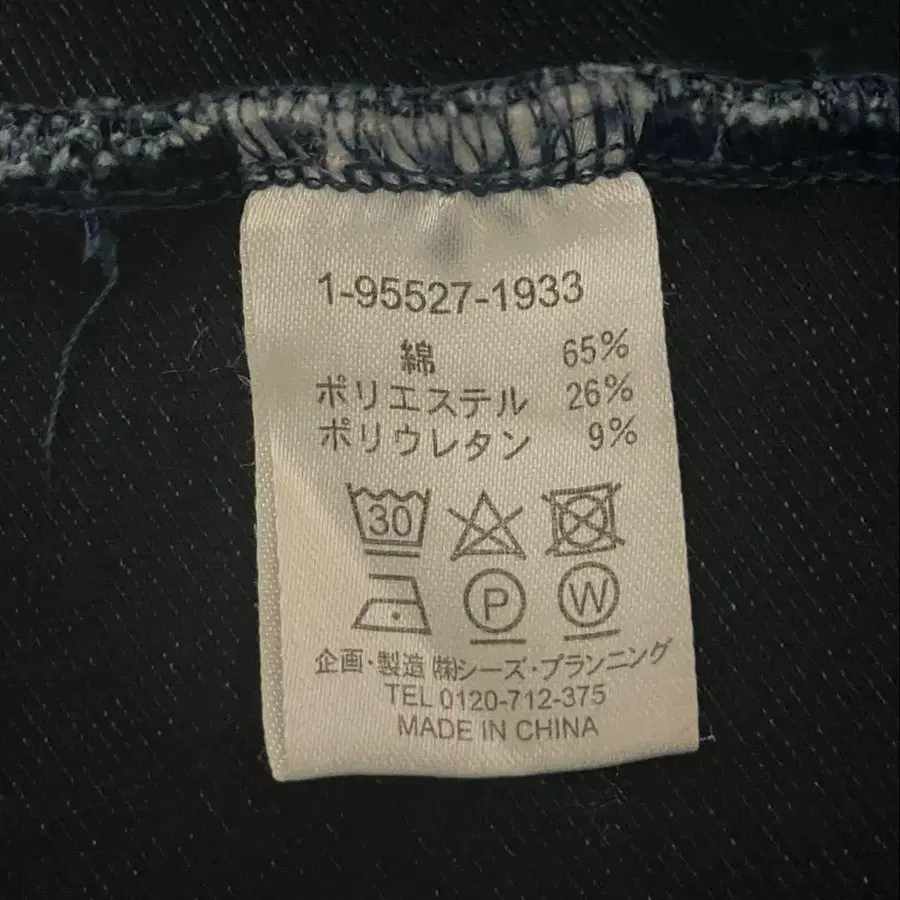 1-95527-1933
綿 65%
ポリエステル 26%
ポリウレタン 9%
30
P W
企画・製造 ㈱シーズ・プランニング
TEL 0120-712-375
MADE IN CHINA